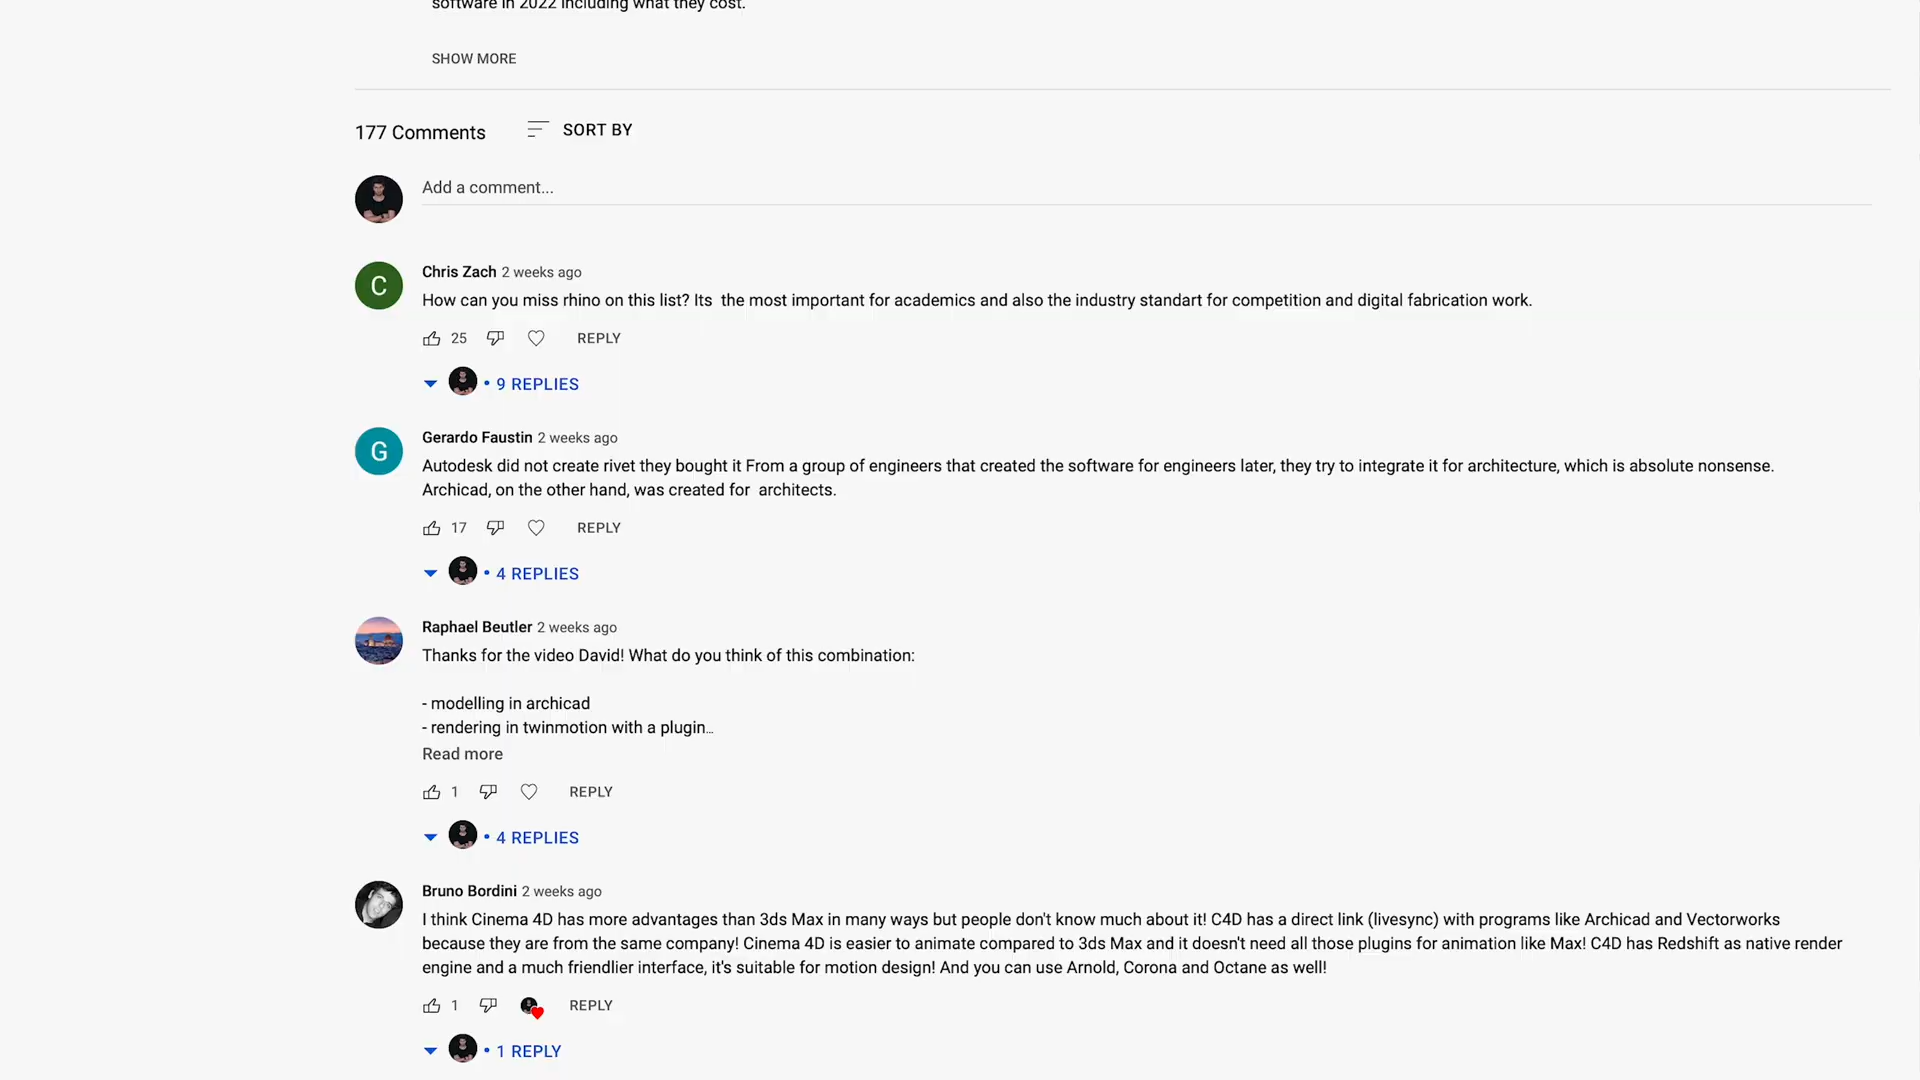 software in 2022 including what they cost.
SHOW MORE
177 Comments
SORT BY
Add a comment...
C
Chris Zach 2 weeks ago
How can you miss rhino on this list? Its  the most important for academics and also the industry standart for competition and digital fabrication work.
25
REPLY
• 9 REPLIES
G
Gerardo Faustin 2 weeks ago
Autodesk did not create rivet they bought it From a group of engineers that created the software for engineers later, they try to integrate it for architecture, which is absolute nonsense.
Archicad, on the other hand, was created for  architects.
17
REPLY
• 4 REPLIES
Raphael Beutler 2 weeks ago
Thanks for the video David! What do you think of this combination:
- modelling in archicad
- rendering in twinmotion with a plugin…
Read more
1
REPLY
• 4 REPLIES
Bruno Bordini 2 weeks ago
I think Cinema 4D has more advantages than 3ds Max in many ways but people don't know much about it! C4D has a direct link (livesync) with programs like Archicad and Vectorworks
because they are from the same company! Cinema 4D is easier to animate compared to 3ds Max and it doesn't need all those plugins for animation like Max! C4D has Redshift as native render
engine and a much friendlier interface, it's suitable for motion design! And you can use Arnold, Corona and Octane as well!
1
REPLY
• 1 REPLY